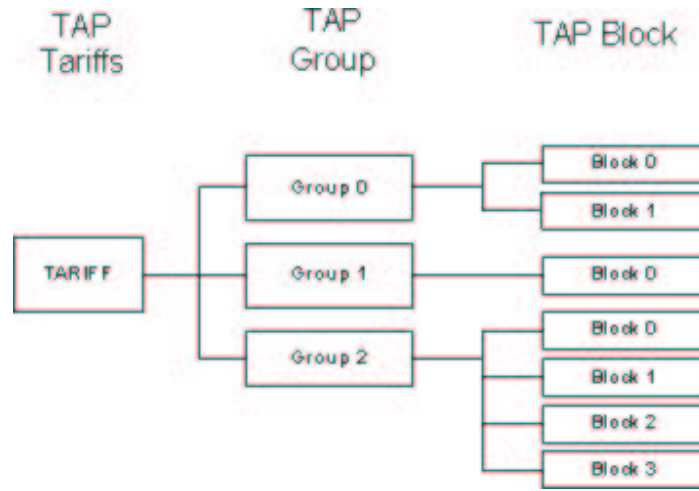 TAP
Tariffs
TAP
Group
TAP Block
TARIFF
Group 0
Group 1
Group 2
Block 0
Block 1
Block 0
Block 0
Block 1
Block 2
Block 3